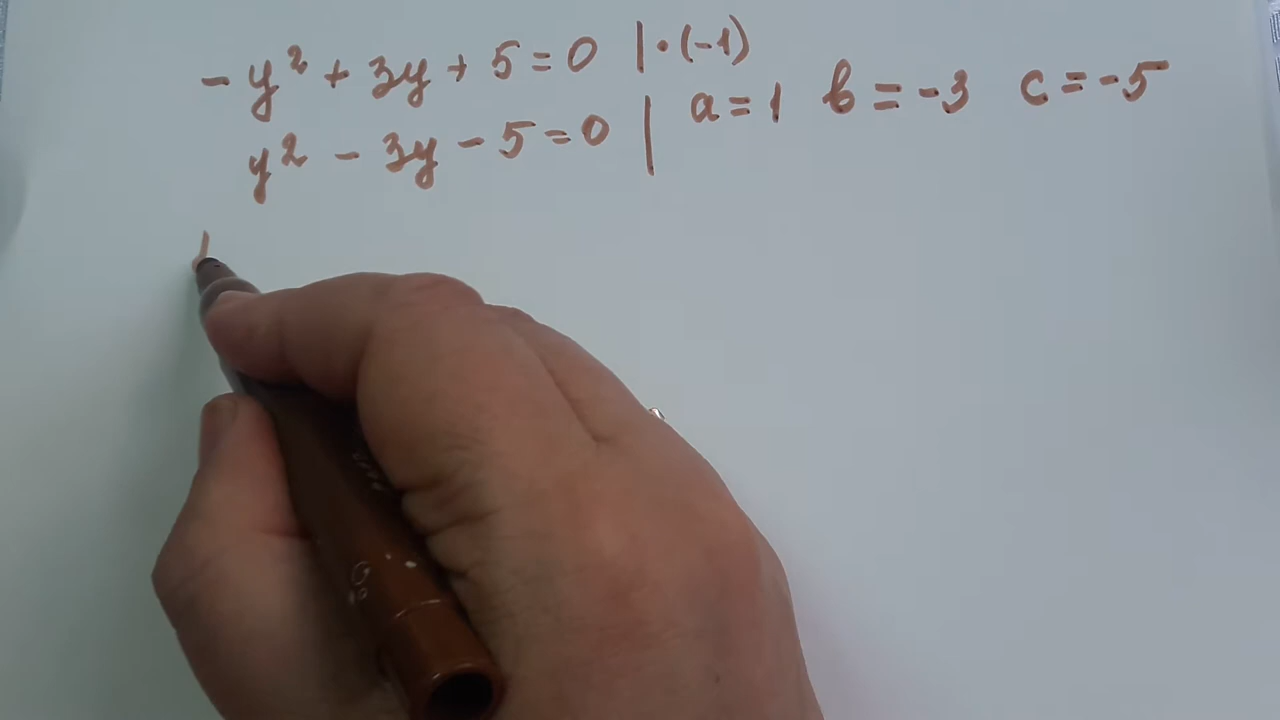 -y² + 3y + 5 = 0 | · (-1)
y² - 3y - 5 = 0 | a = 1 b = -3 c = -5